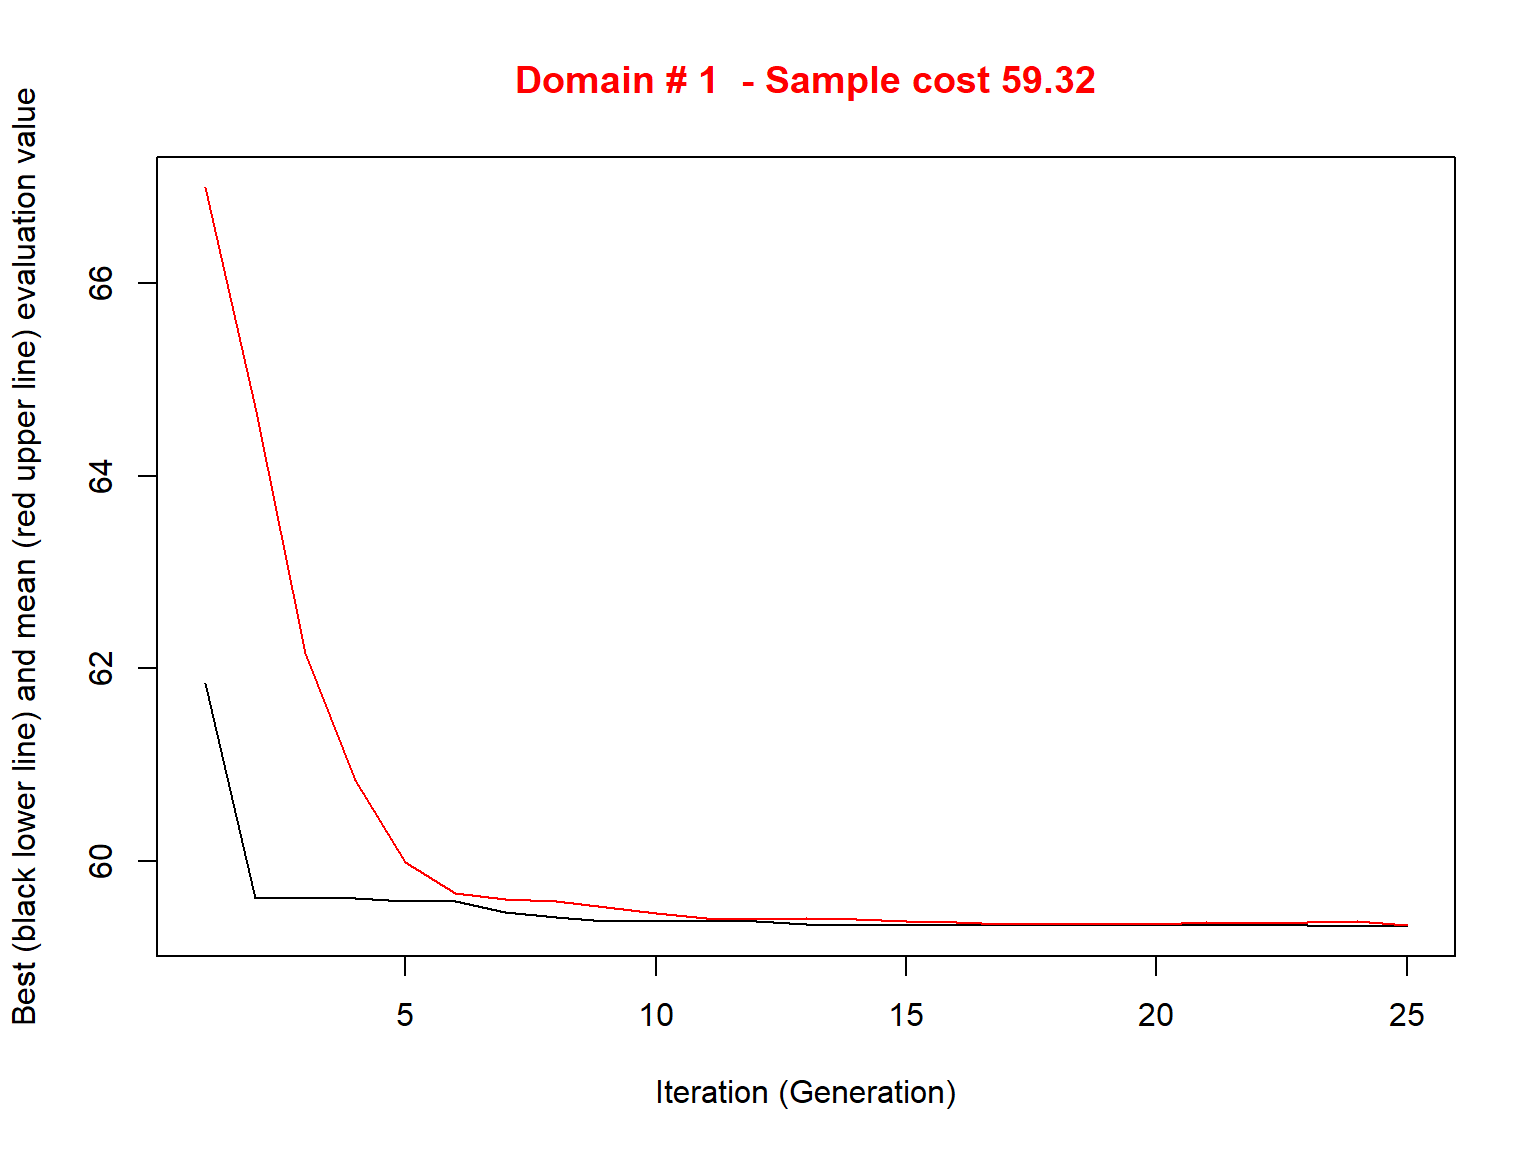 Domain # 1  - Sample cost 59.32
Best (black lower line) and mean (red upper line) evaluation value
66
64
62
60
5 10 15 20 25
Iteration (Generation)